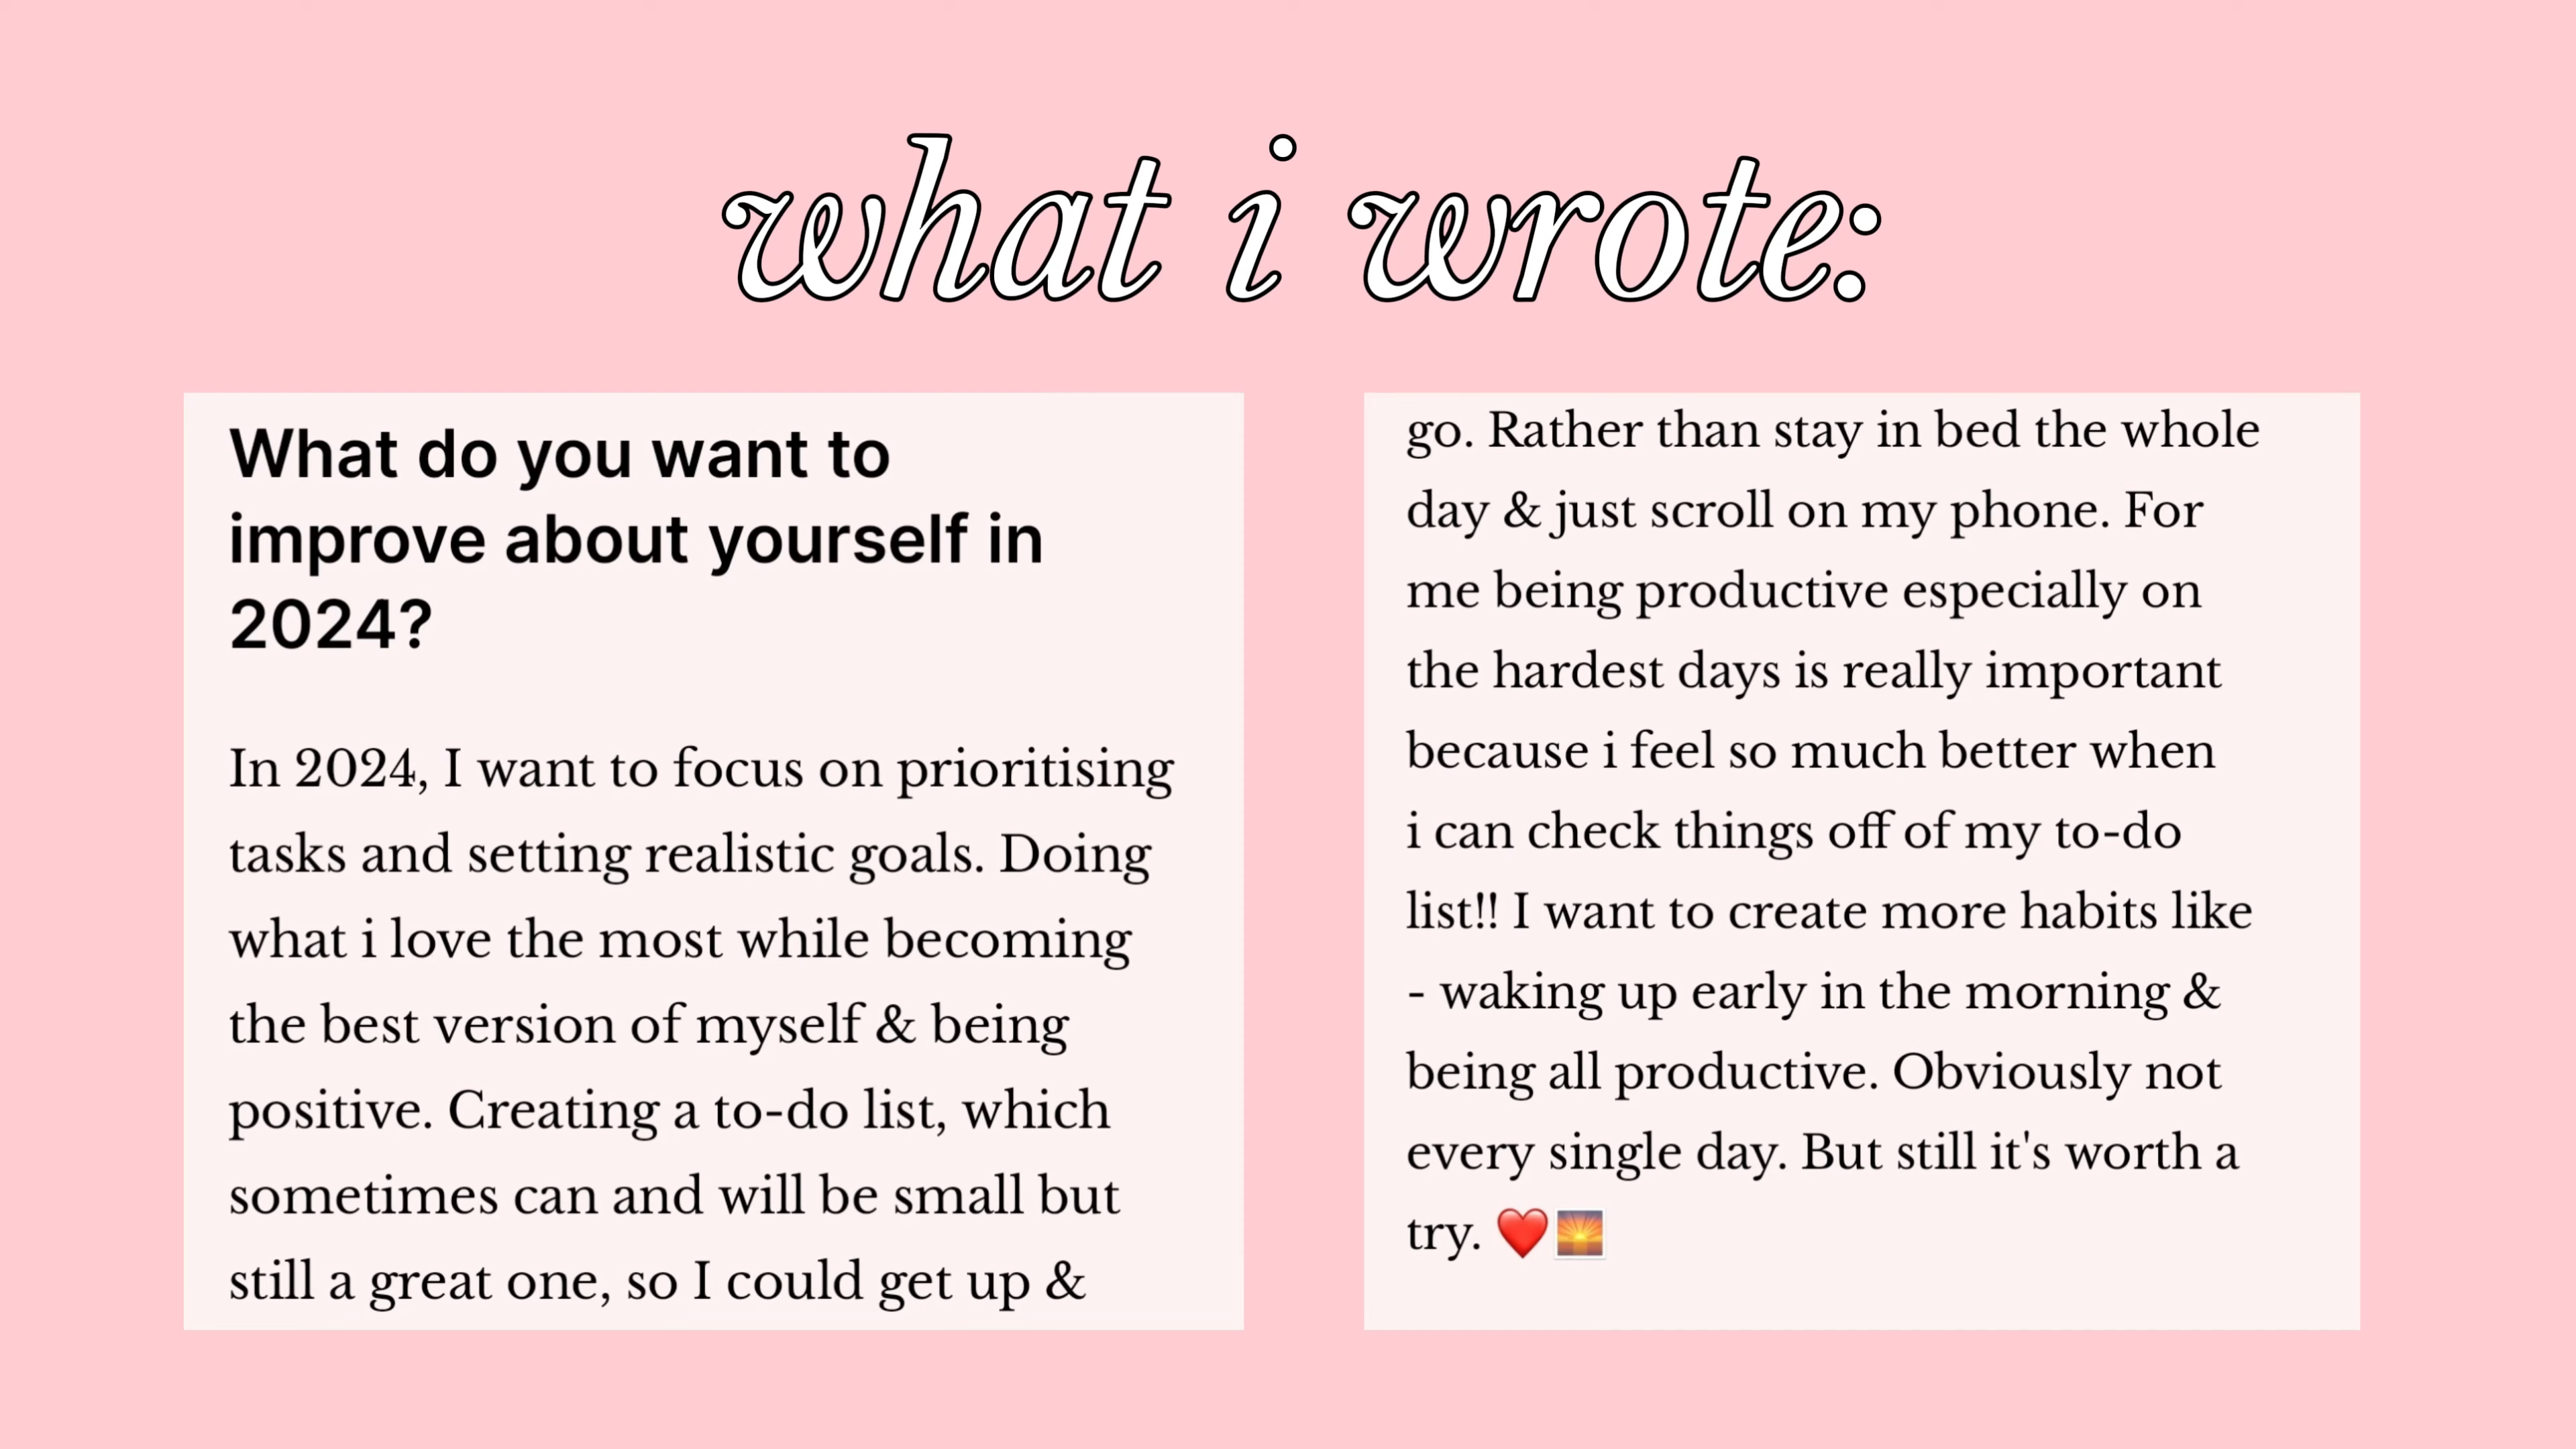 what i wrote:
What do you want to
improve about yourself in
2024?
In 2024, I want to focus on prioritising
tasks and setting realistic goals. Doing
what i love the most while becoming
the best version of myself & being
positive. Creating a to-do list, which
sometimes can and will be small but
still a great one, so I could get up &
go. Rather than stay in bed the whole
day & just scroll on my phone. For
me being productive especially on
the hardest days is really important
because i feel so much better when
i can check things off of my to-do
list!! I want to create more habits like
- waking up early in the morning &
being all productive. Obviously not
every single day. But still it's worth a
try. ❤️🌅